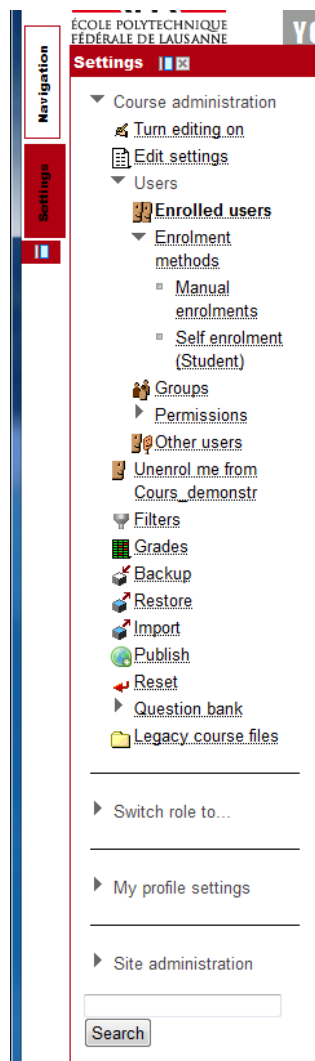 ÉCOLE POLYTECHNIQUE
FÉDÉRALE DE LAUSANNE
Navigation
Settings
Settings
Course administration
Turn editing on
Edit settings
Users
Enrolled users
Enrolment
methods
Manual
enrolments
Self enrolment
(Student)
Groups
Permissions
Other users
Unenrol me from
Cours_demonstr
Filters
Grades
Backup
Restore
Import
Publish
Reset
Question bank
Legacy course files
Switch role to...
My profile settings
Site administration
Search